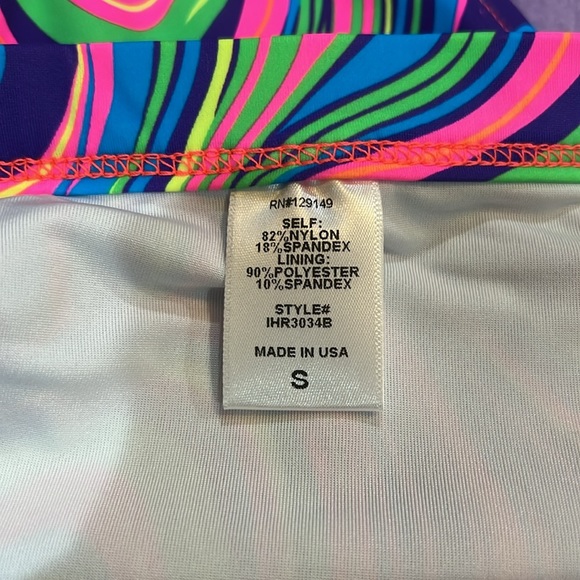 RN#129149
SELF:
82%NYLON
18%SPANDEX
LINING:
90%POLYESTER
10%SPANDEX
STYLE#
IHR3034B
MADE IN USA
S